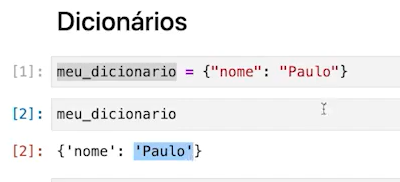 Dicionários
[1]: meu_dicionario = {"nome": "Paulo"}
[2]: meu_dicionario
[2]: {'nome': 'Paulo'}